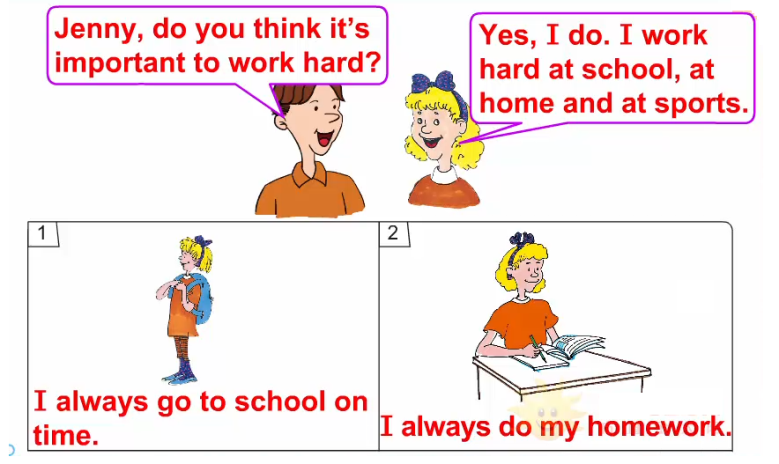 Jenny, do you think it's
important to work hard?
Yes, I do. I work
hard at school, at
home and at sports.
1
I always go to school on
time.
2
I always do my homework.